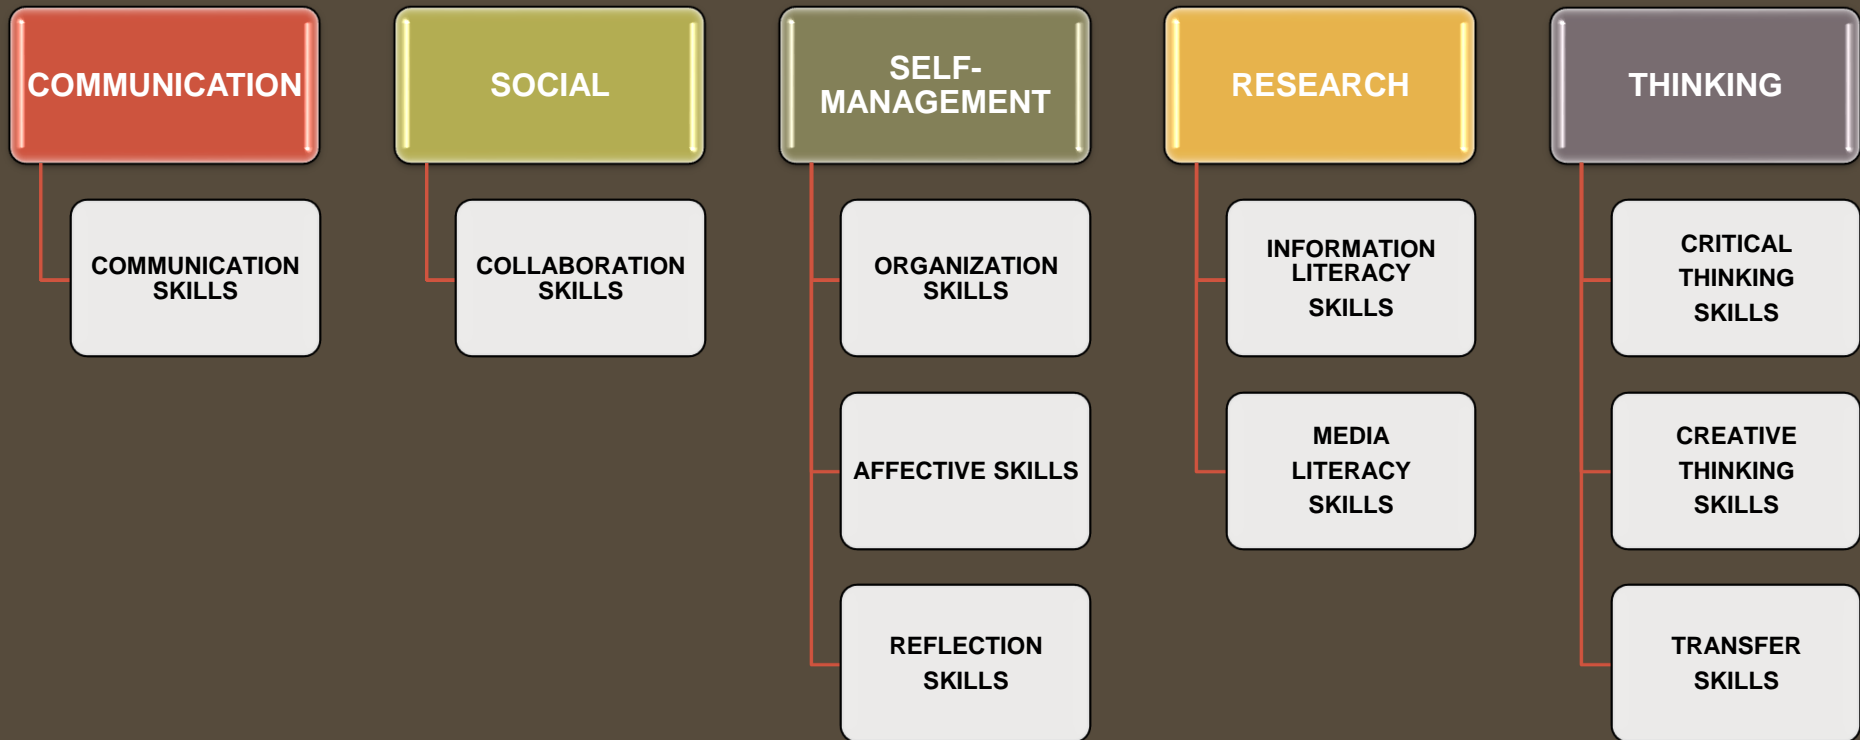 COMMUNICATION
COMMUNICATION
SKILLS
SOCIAL
COLLABORATION
SKILLS
SELF-
MANAGEMENT
ORGANIZATION
SKILLS
AFFECTIVE SKILLS
REFLECTION
SKILLS
RESEARCH
INFORMATION
LITERACY
SKILLS
MEDIA
LITERACY
SKILLS
THINKING
CRITICAL
THINKING
SKILLS
CREATIVE
THINKING
SKILLS
TRANSFER
SKILLS